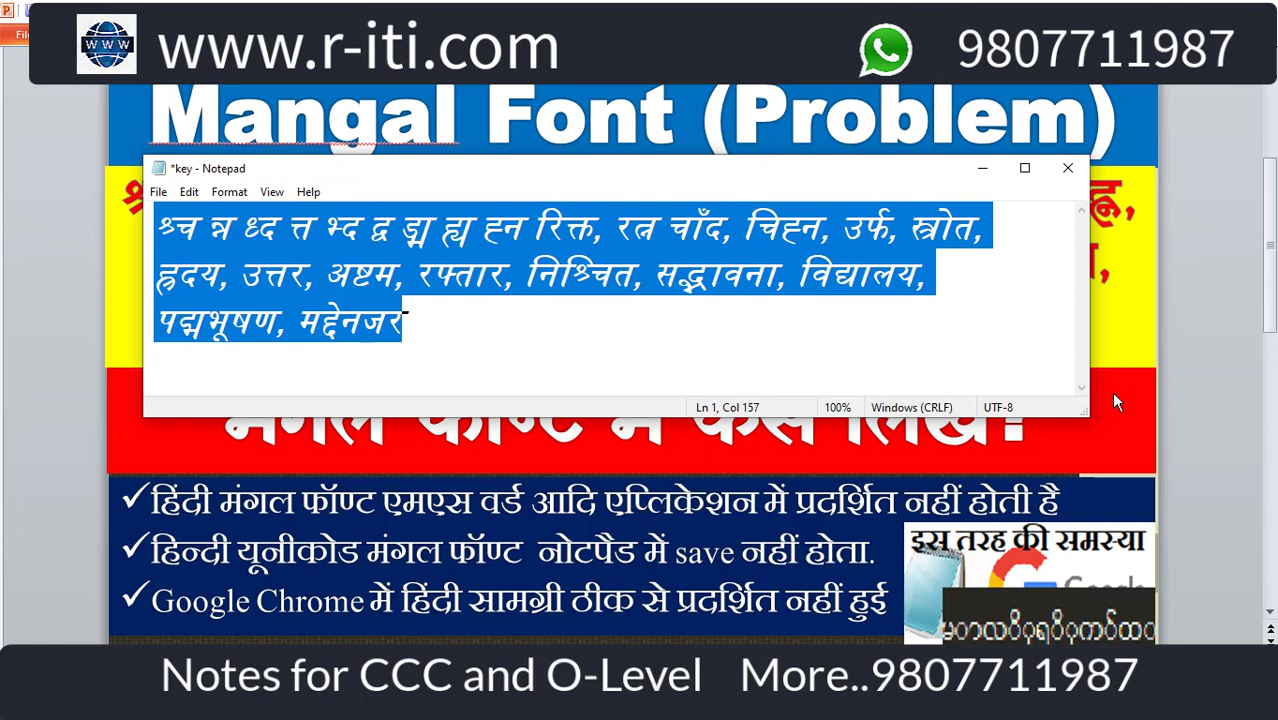 www.r-iti.com 9807711987
Mangal Font (Problem)
*key - Notepad
File Edit Format View Help
श्च न्न ध्द त्त भ्द द्व ड्म ह्य ह्न रिक्त, रत्न चाँद, चिह्न, उर्फ, स्त्रोत,
ह्रदय, उत्तर, अष्टम, रफ्तार, निश्चित, सद्भावना, विद्यालय,
पद्मभूषण, मद्देनजर
Ln 1, Col 157 100% Windows (CRLF) UTF-8
मंगल फॉण्ट में कैसे लिखें?
✓हिंदी मंगल फॉण्ट एमएस वर्ड आदि एप्लिकेशन में प्रदर्शित नहीं होती है
✓हिन्दी यूनीकोड मंगल फॉण्ट नोटपैड में save नहीं होता.
✓Google Chrome में हिंदी सामग्री ठीक से प्रदर्शित नहीं हुई
इस तरह की समस्या
Google
Notes for CCC and O-Level More..9807711987